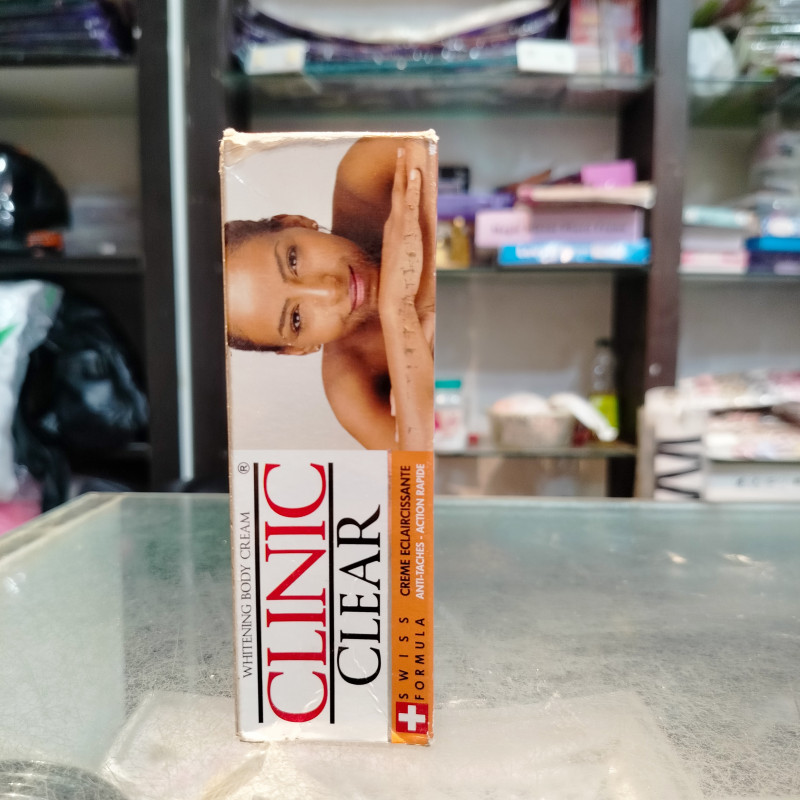 WHITENING BODY CREAM
CLINIC ®
CLEAR
SWISS
FORMULA
CREME ECLAIRCISSANTE
ANTI-TACHES - ACTION RAPIDE